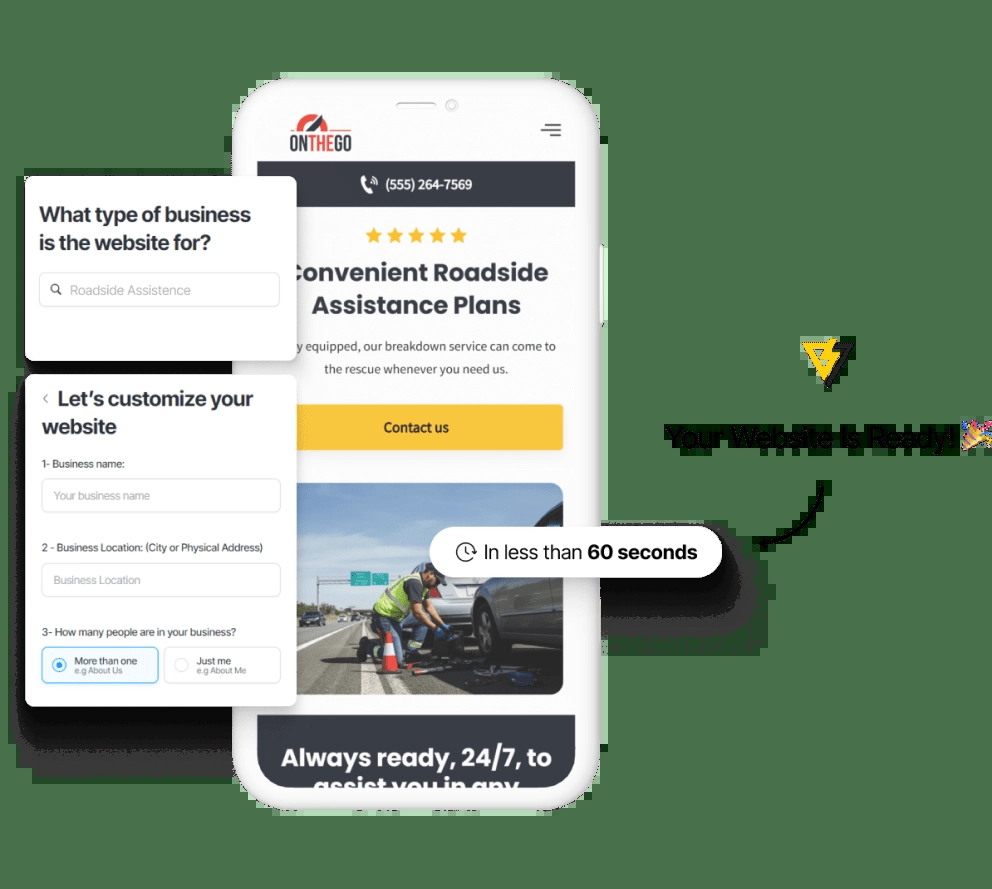 ONTHEGO
(555) 264-7569
What type of business
is the website for?
Roadside Assistence
Convenient Roadside
Assistance Plans
y equipped, our breakdown service can come to
the rescue whenever you need us.
Contact us
‹ Let’s customize your
website
1- Business name:
Your business name
2 - Business Location: (City or Physical Address)
Business Location
3- How many people are in your business?
More than one
e.g About Us
Just me
e.g About Me
Your Website Is Ready! 🎉
In less than 60 seconds
Always ready, 24/7, to
assist you in any